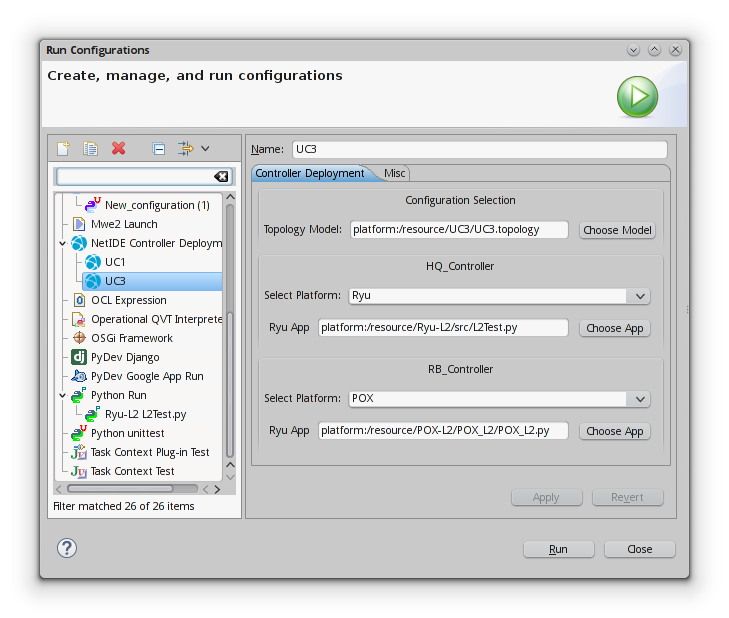 Run Configurations
Create, manage, and run configurations
New_configuration (1)
Mwe2 Launch
NetIDE Controller Deploym
UC1
UC3
OCL Expression
Operational QVT Interprete
OSGi Framework
PyDev Django
PyDev Google App Run
Python Run
Ryu-L2 L2Test.py
Python unittest
Task Context Plug-in Test
Task Context Test
Filter matched 26 of 26 items
Name: UC3
Controller Deployment Misc
Configuration Selection
Topology Model: platform:/resource/UC3/UC3.topology Choose Model
HQ_Controller
Select Platform: Ryu
Ryu App platform:/resource/Ryu-L2/src/L2Test.py Choose App
RB_Controller
Select Platform: POX
Ryu App platform:/resource/POX-L2/POX_L2/POX_L2.py Choose App
Apply Revert
? Run Close